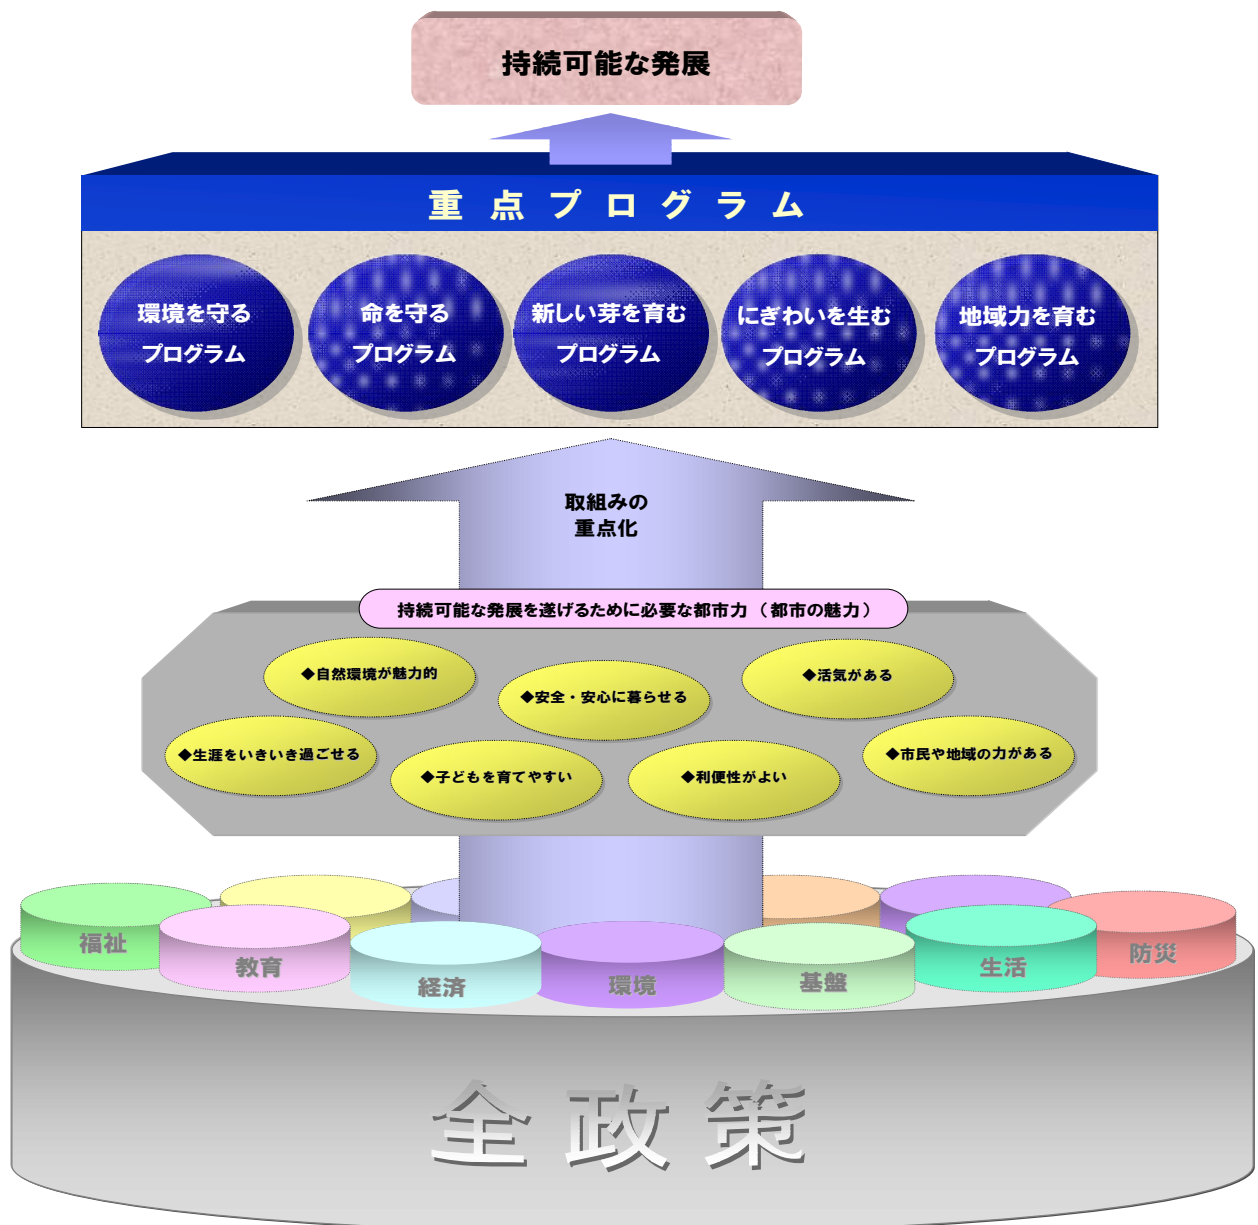 持続可能な発展
重点プログラム
環境を守る
プログラム
命を守る
プログラム
新しい芽を育む
プログラム
にぎわいを生む
プログラム
地域力を育む
プログラム
取組みの
重点化
持続可能な発展を遂げるために必要な都市力（都市の魅力）
◆自然環境が魅力的
◆安全・安心に暮らせる
◆活気がある
◆生涯をいきいき過ごせる
◆子どもを育てやすい
◆利便性がよい
◆市民や地域の力がある
福祉
教育
経済
環境
基盤
生活
防災
全政策